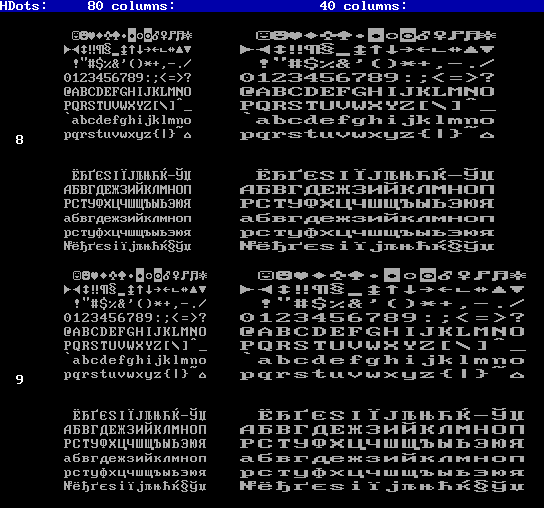 HDots: 80 columns: 40 columns:
☺☻♥♦♣♠•◘○◙♂♀♪♫☼ ☺☻♥♦♣♠•◘○◙♂♀♪♫☼
►◄↕‼¶§▬↨↑↓→←∟↔▲▼ ►◄↕‼¶§▬↨↑↓→←∟↔▲▼
!"#$%&'()*+,-./ !"#$%&'()*+,-./
0123456789:;<=>? 0123456789:;<=>?
@ABCDEFGHIJKLMNO @ABCDEFGHIJKLMNO
PQRSTUVWXYZ[\]^_ PQRSTUVWXYZ[\]^_
`abcdefghijklmno `abcdefghijklmno
pqrstuvwxyz{|}~⌂ pqrstuvwxyz{|}~⌂
8
ЁЂЃЄЅІЇЈЉЊЋЌ-ЎЏ ЁЂЃЄЅІЇЈЉЊЋЌ-ЎЏ
АБВГДЕЖЗИЙКЛМНОП АБВГДЕЖЗИЙКЛМНОП
РСТУФХЦЧШЩЪЫЬЭЮЯ РСТУФХЦЧШЩЪЫЬЭЮЯ
абвгдежзийклмноп абвгдежзийклмноп
рстуфхцчшщъыьэюя рстуфхцчшщъыьэюя
№ёђѓєѕіїјљњћќ§ўџ №ёђѓєѕіїјљњћќ§ўџ
☺☻♥♦♣♠•◘○◙♂♀♪♫☼ ☺☻♥♦♣♠•◘○◙♂♀♪♫☼
►◄↕‼¶§▬↨↑↓→←∟↔▲▼ ►◄↕‼¶§▬↨↑↓→←∟↔▲▼
!"#$%&'()*+,-./ !"#$%&'()*+,-./
0123456789:;<=>? 0123456789:;<=>?
@ABCDEFGHIJKLMNO @ABCDEFGHIJKLMNO
PQRSTUVWXYZ[\]^_ PQRSTUVWXYZ[\]^_
`abcdefghijklmno `abcdefghijklmno
pqrstuvwxyz{|}~⌂ pqrstuvwxyz{|}~⌂
9
ЁЂЃЄЅІЇЈЉЊЋЌ-ЎЏ ЁЂЃЄЅІЇЈЉЊЋЌ-ЎЏ
АБВГДЕЖЗИЙКЛМНОП АБВГДЕЖЗИЙКЛМНОП
РСТУФХЦЧШЩЪЫЬЭЮЯ РСТУФХЦЧШЩЪЫЬЭЮЯ
абвгдежзийклмноп абвгдежзийклмноп
рстуфхцчшщъыьэюя рстуфхцчшщъыьэюя
№ёђѓєѕіїјљњћќ§ўџ №ёђѓєѕіїјљњћќ§ўџ